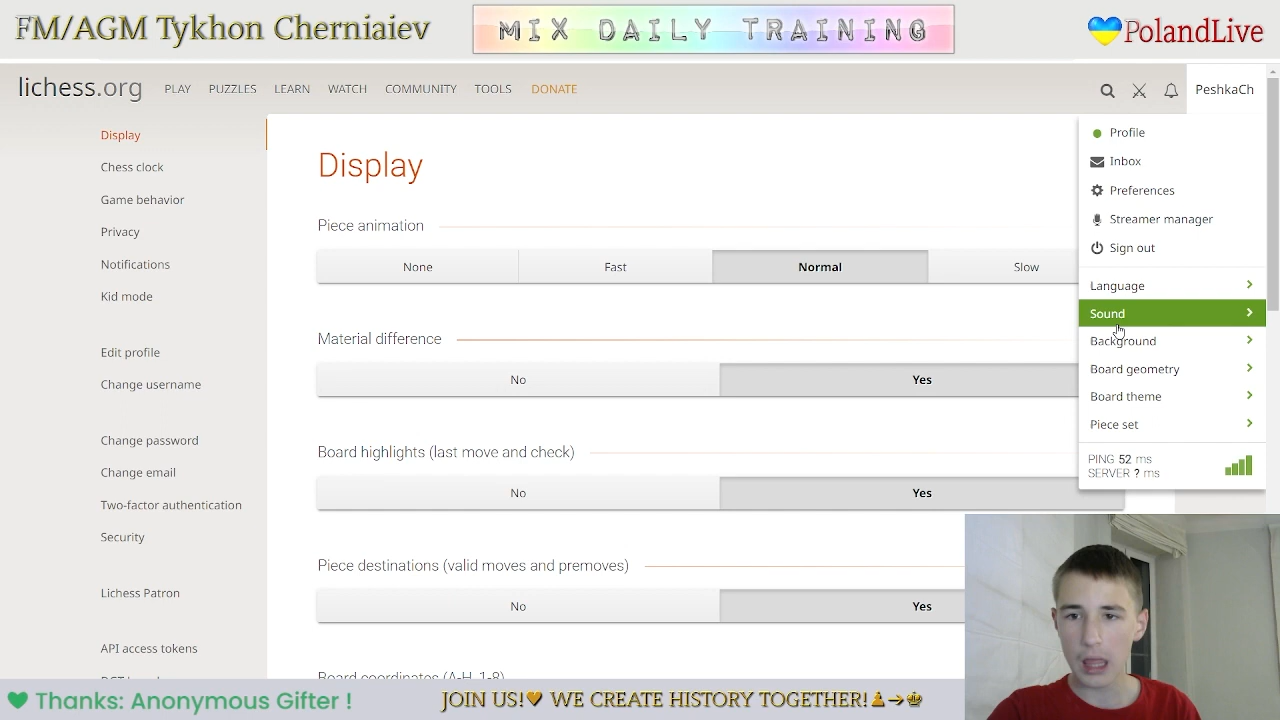 FM/AGM Tykhon Cherniaiev
MIX DAILY TRAINING
PolandLive
lichess.org
PLAY PUZZLES LEARN WATCH COMMUNITY TOOLS DONATE
PeshkaCh
Display
Chess clock
Game behavior
Privacy
Notifications
Kid mode
Edit profile
Change username
Change password
Change email
Two-factor authentication
Security
Lichess Patron
API access tokens
Display
Piece animation
None Fast Normal Slow
Material difference
No Yes
Board highlights (last move and check)
No Yes
Piece destinations (valid moves and premoves)
No Yes
Board coordinates (A-H, 1-8)
Profile
Inbox
Preferences
Streamer manager
Sign out
Language
Sound
Background
Board geometry
Board theme
Piece set
PING 52 ms
SERVER ? ms
Thanks: Anonymous Gifter !
JOIN US!🧡 WE CREATE HISTORY TOGETHER!♟→♚